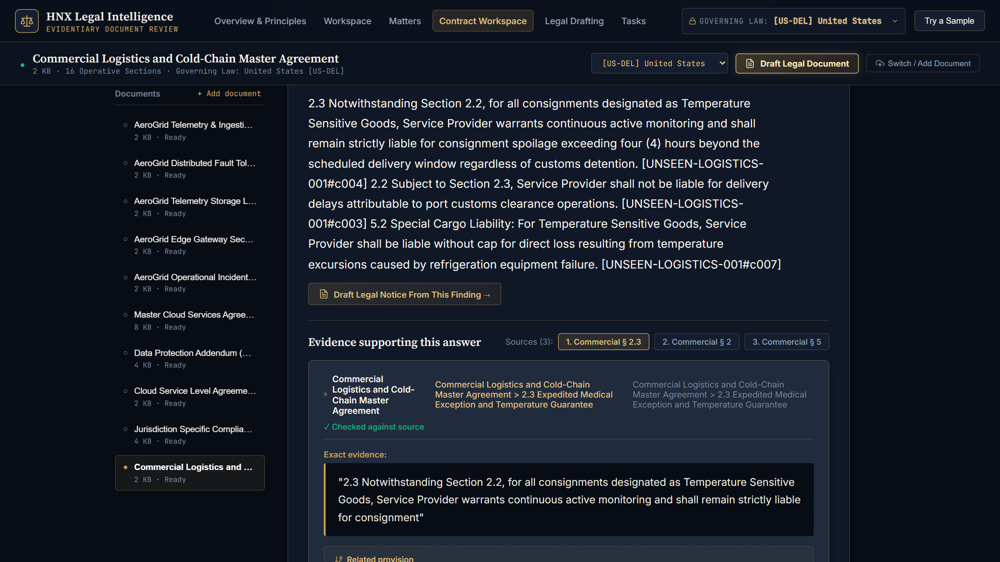 HNX Legal Intelligence
EVIDENTIARY DOCUMENT REVIEW
Overview & Principles
Workspace
Matters
Contract Workspace
Legal Drafting
Tasks
GOVERNING LAW: [US-DEL] United States
Try a Sample
Commercial Logistics and Cold-Chain Master Agreement
2 KB · 16 Operative Sections · Governing Law: United States [US-DEL]
[US-DEL] United States
Draft Legal Document
Switch / Add Document
Documents
+ Add document
AeroGrid Telemetry & Ingesti...
2 KB · Ready
AeroGrid Distributed Fault Tol...
2 KB · Ready
AeroGrid Telemetry Storage L...
2 KB · Ready
AeroGrid Edge Gateway Sec...
2 KB · Ready
AeroGrid Operational Incident...
2 KB · Ready
Master Cloud Services Agree...
8 KB · Ready
Data Protection Addendum (...
4 KB · Ready
Cloud Service Level Agreeme...
2 KB · Ready
Jurisdiction Specific Complia...
4 KB · Ready
Commercial Logistics and ...
2 KB · Ready
2.3 Notwithstanding Section 2.2, for all consignments designated as Temperature
Sensitive Goods, Service Provider warrants continuous active monitoring and shall
remain strictly liable for consignment spoilage exceeding four (4) hours beyond the
scheduled delivery window regardless of customs detention. [UNSEEN-LOGISTICS-
001#c004] 2.2 Subject to Section 2.3, Service Provider shall not be liable for delivery
delays attributable to port customs clearance operations. [UNSEEN-LOGISTICS-
001#c003] 5.2 Special Cargo Liability: For Temperature Sensitive Goods, Service
Provider shall be liable without cap for direct loss resulting from temperature
excursions caused by refrigeration equipment failure. [UNSEEN-LOGISTICS-001#c007]
Draft Legal Notice From This Finding →
Evidence supporting this answer
Sources (3):
1. Commercial § 2.3
2. Commercial § 2
3. Commercial § 5
Commercial
Logistics and Cold-
Chain Master
Agreement
Commercial Logistics and Cold-Chain
Master Agreement > 2.3 Expedited Medical
Exception and Temperature Guarantee
Commercial Logistics and Cold-Chain
Master Agreement > 2.3 Expedited Medical
Exception and Temperature Guarantee
✓ Checked against source
Exact evidence:
"2.3 Notwithstanding Section 2.2, for all consignments designated as Temperature Sensitive
Goods, Service Provider warrants continuous active monitoring and shall remain strictly liable
for consignment"
Related provision